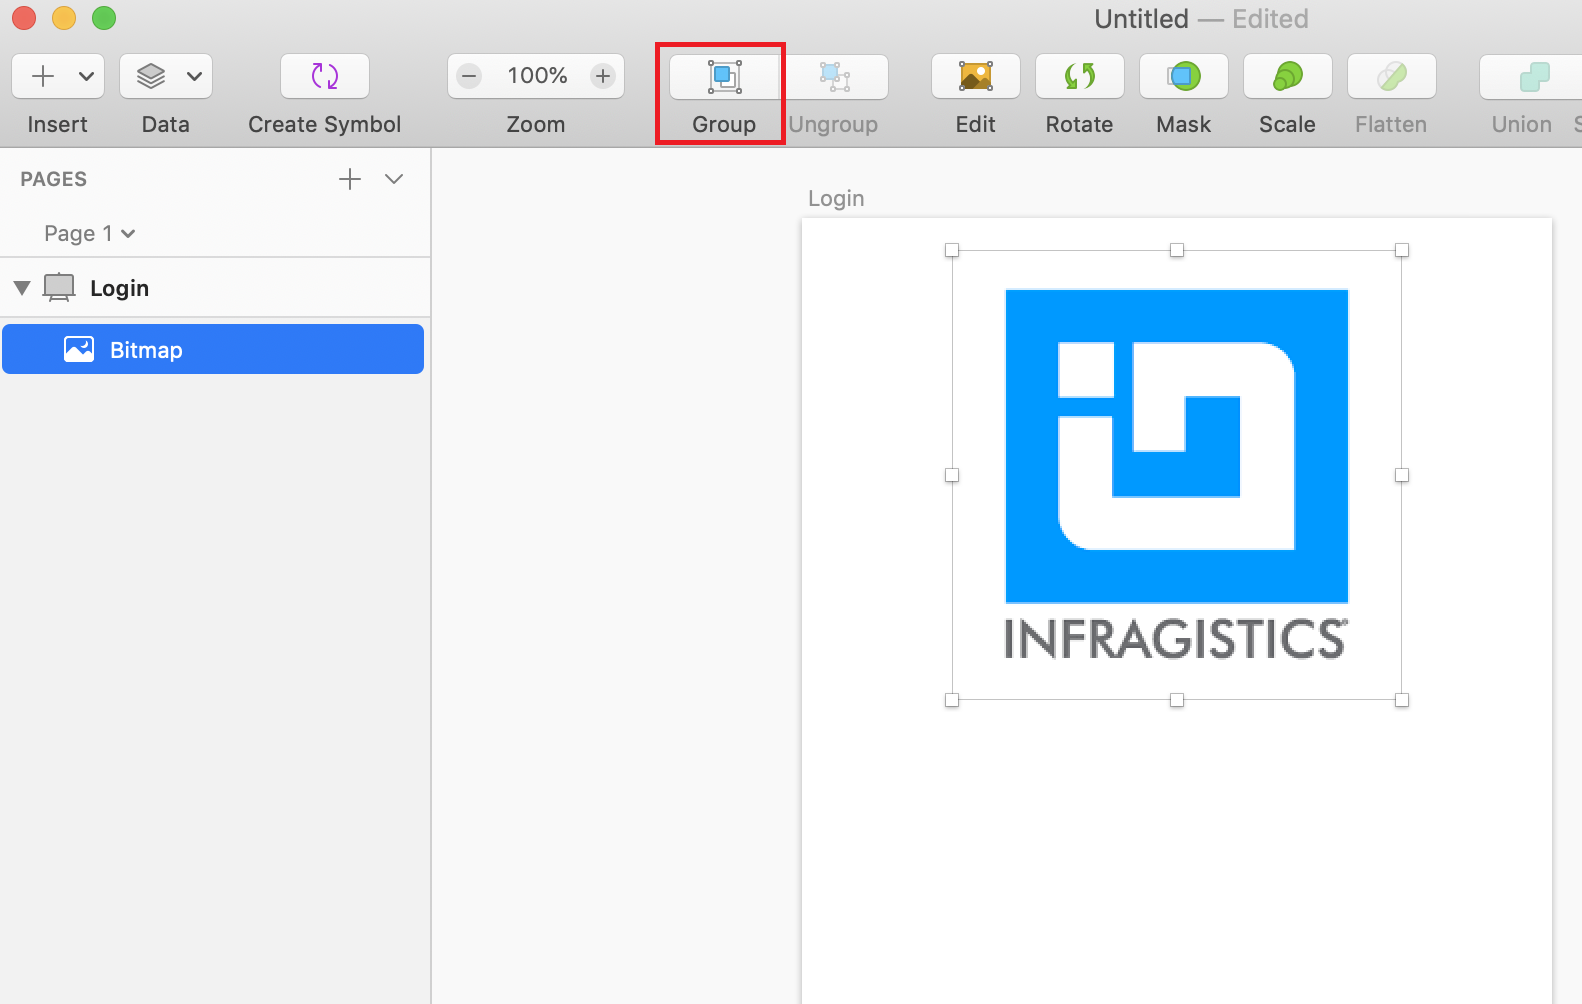 Untitled — Edited
100%
Insert
Data
Create Symbol
Zoom
Group
Ungroup
Edit
Rotate
Mask
Scale
Flatten
Union
S
PAGES
Page 1
Login
Bitmap
Login
INFRAGISTICS